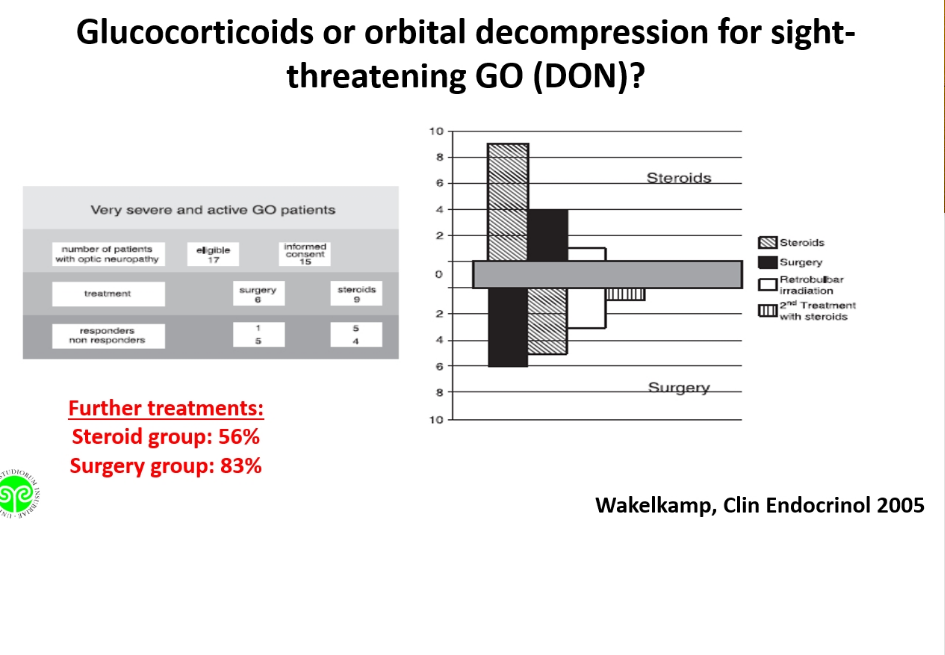 Glucocorticoids or orbital decompression for sight-
threatening GO (DON)?
Very severe and active GO patients
number of patients
with optic neuropathy
eligible
17
informed
consent
15
treatment
surgery
6
steroids
9
responders
non responders
1
5
5
4
Further treatments:
Steroid group: 56%
Surgery group: 83%
10
8
6
4
2
0
2
4
6
8
10
Steroids
Surgery
Steroids
Surgery
Retrobulbar
irradiation
2nd Treatment
with steroids
Wakelkamp, Clin Endocrinol 2005